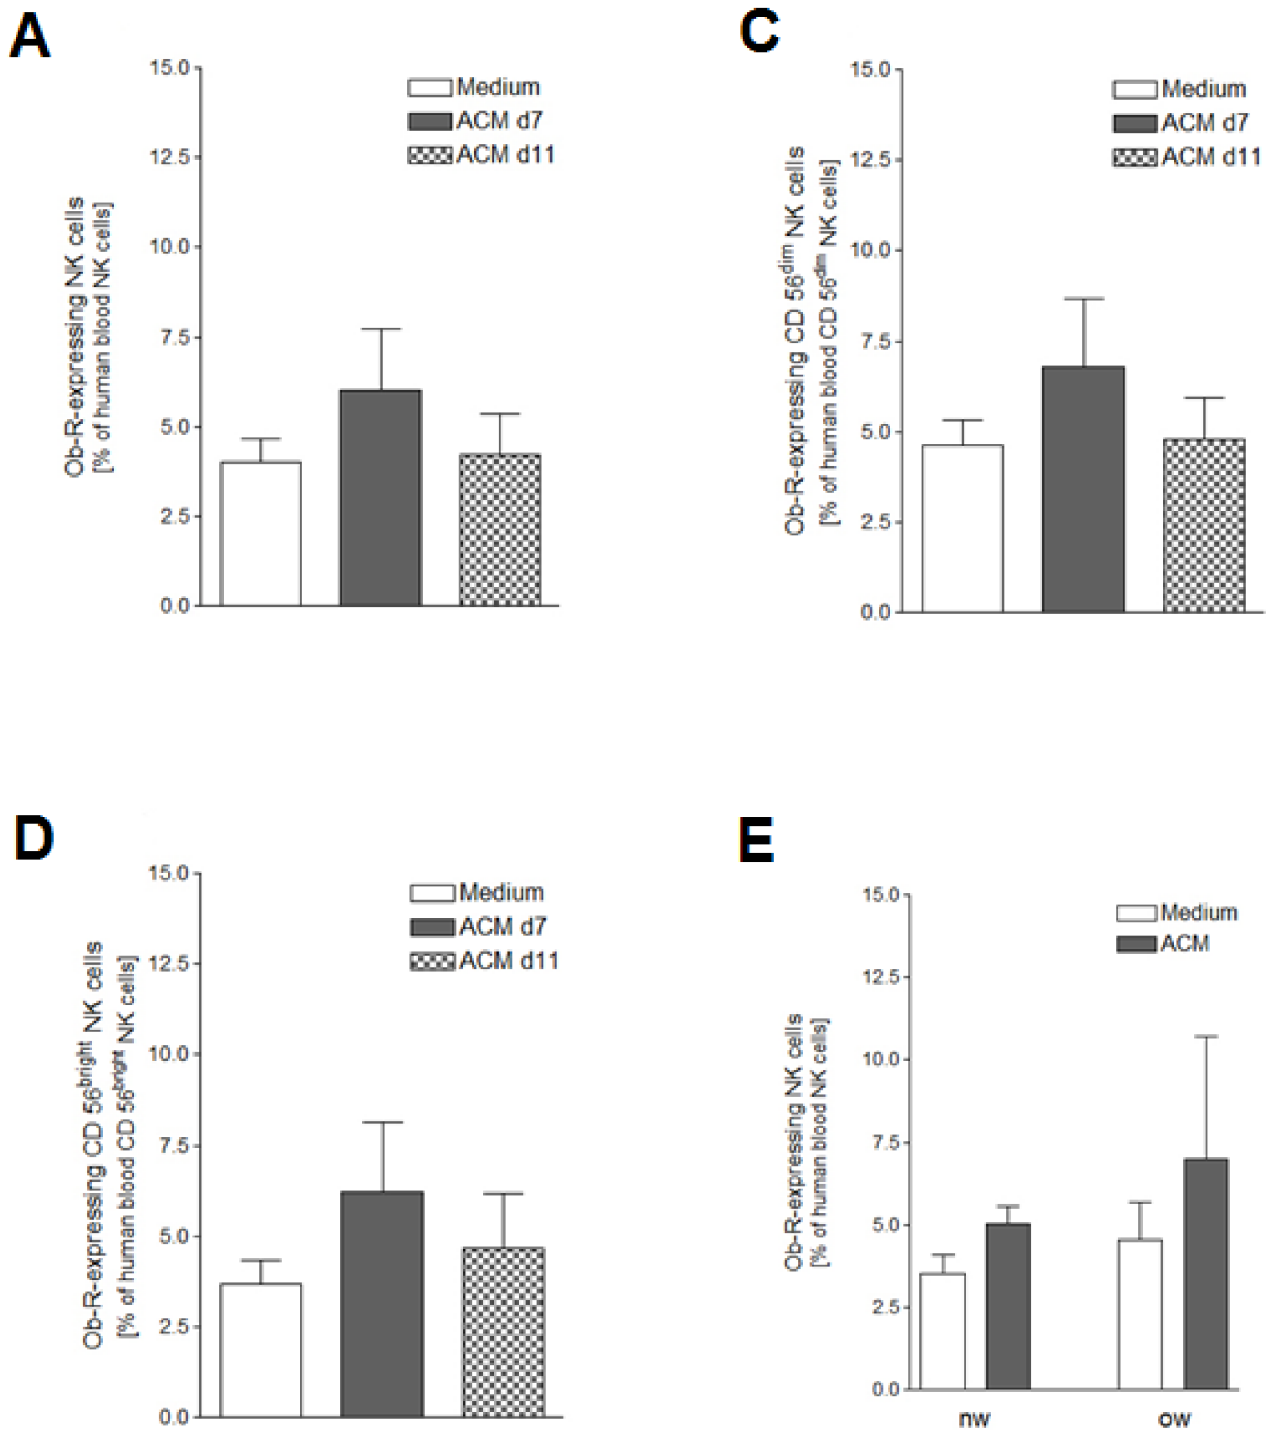 A
Ob-R-expressing NK cells
[% of human blood NK cells]
15.0
12.5
10.0
7.5
5.0
2.5
0.0
Medium
ACM d7
ACM d11
C
Ob-R-expressing CD 56dim NK cells
[% of human blood CD 56dim NK cells]
15.0
12.5
10.0
7.5
5.0
2.5
0.0
Medium
ACM d7
ACM d11
D
Ob-R-expressing CD 56bright NK cells
[% of human blood CD 56bright NK cells]
15.0
12.5
10.0
7.5
5.0
2.5
0.0
Medium
ACM d7
ACM d11
E
Ob-R-expressing NK cells
[% of human blood NK cells]
15.0
12.5
10.0
7.5
5.0
2.5
0.0
Medium
ACM
nw
ow